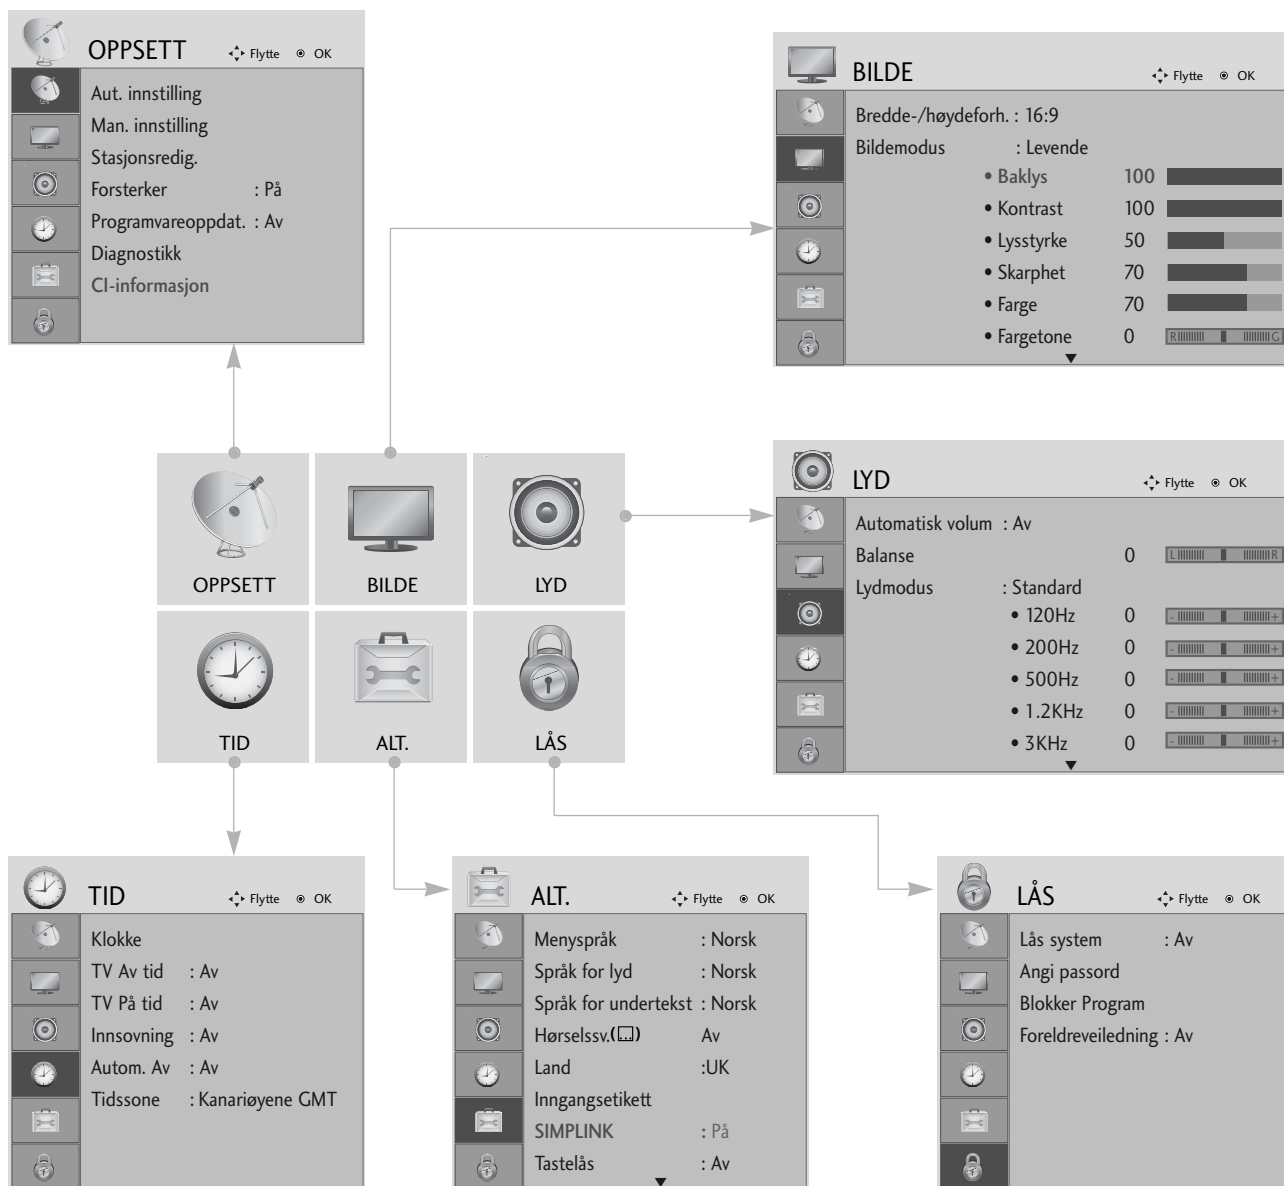 OPPSETT Flytte OK
Aut. innstilling
Man. innstilling
Stasjonsredig.
Forsterker : På
Programvareoppdat. : Av
Diagnostikk
CI-informasjon
BILDE Flytte OK
Bredde-/høydeforh. : 16:9
Bildemodus : Levende
• Baklys 100
• Kontrast 100
• Lysstyrke 50
• Skarphet 70
• Farge 70
• Fargetone 0 R G
OPPSETT
BILDE
LYD
TID
ALT.
LÅS
LYD Flytte OK
Automatisk volum : Av
Balanse 0 L R
Lydmodus : Standard
• 120Hz 0 - +
• 200Hz 0 - +
• 500Hz 0 - +
• 1.2KHz 0 - +
• 3KHz 0 - +
TID Flytte OK
Klokke
TV Av tid : Av
TV På tid : Av
Innsovning : Av
Autom. Av : Av
Tidssone : Kanariøyene GMT
ALT. Flytte OK
Menyspråk : Norsk
Språk for lyd : Norsk
Språk for undertekst : Norsk
Hørselssv.( ) Av
Land :UK
Inngangsetikett
SIMPLINK : På
Tastelås : Av
LÅS Flytte OK
Lås system : Av
Angi passord
Blokker Program
Foreldreveiledning : Av